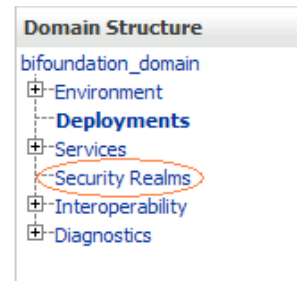 Domain Structure
bifoundation_domain
Environment
Deployments
Services
Security Realms
Interoperability
Diagnostics